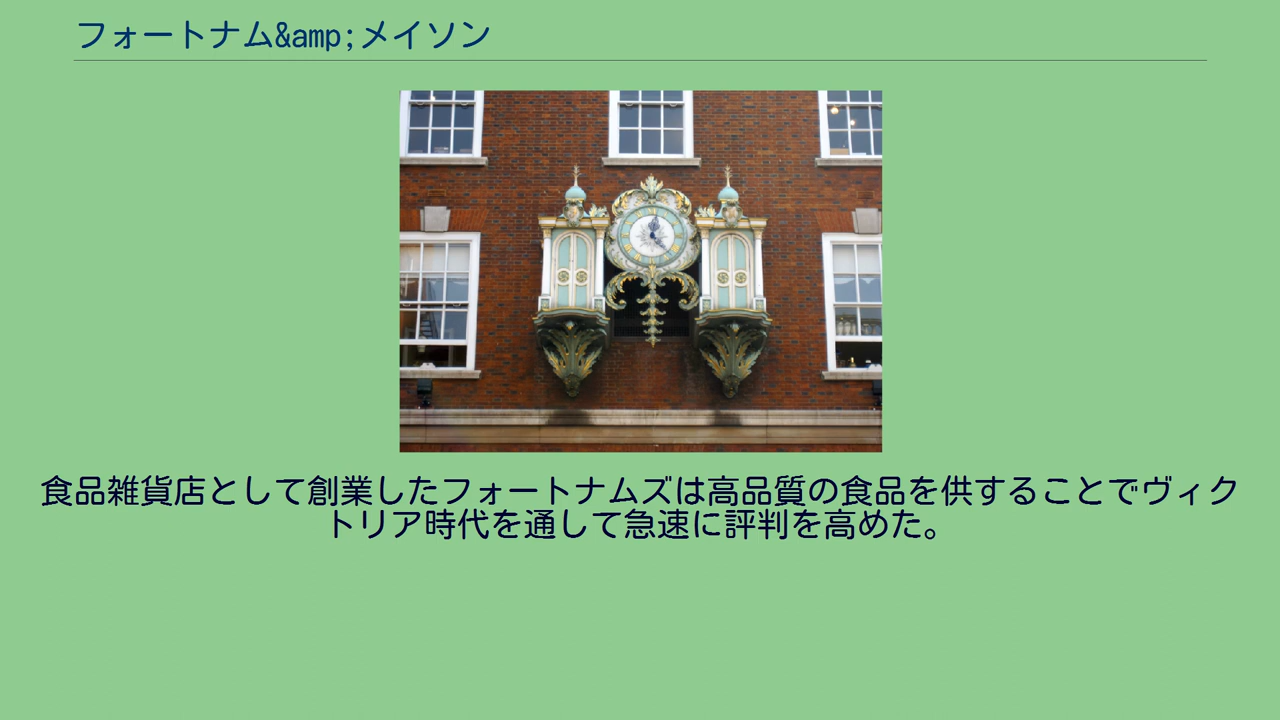 フォートナム&amp;メイソン
食品雑貨店として創業したフォートナムズは高品質の食品を供することでヴィク
トリア時代を通して急速に評判を高めた。